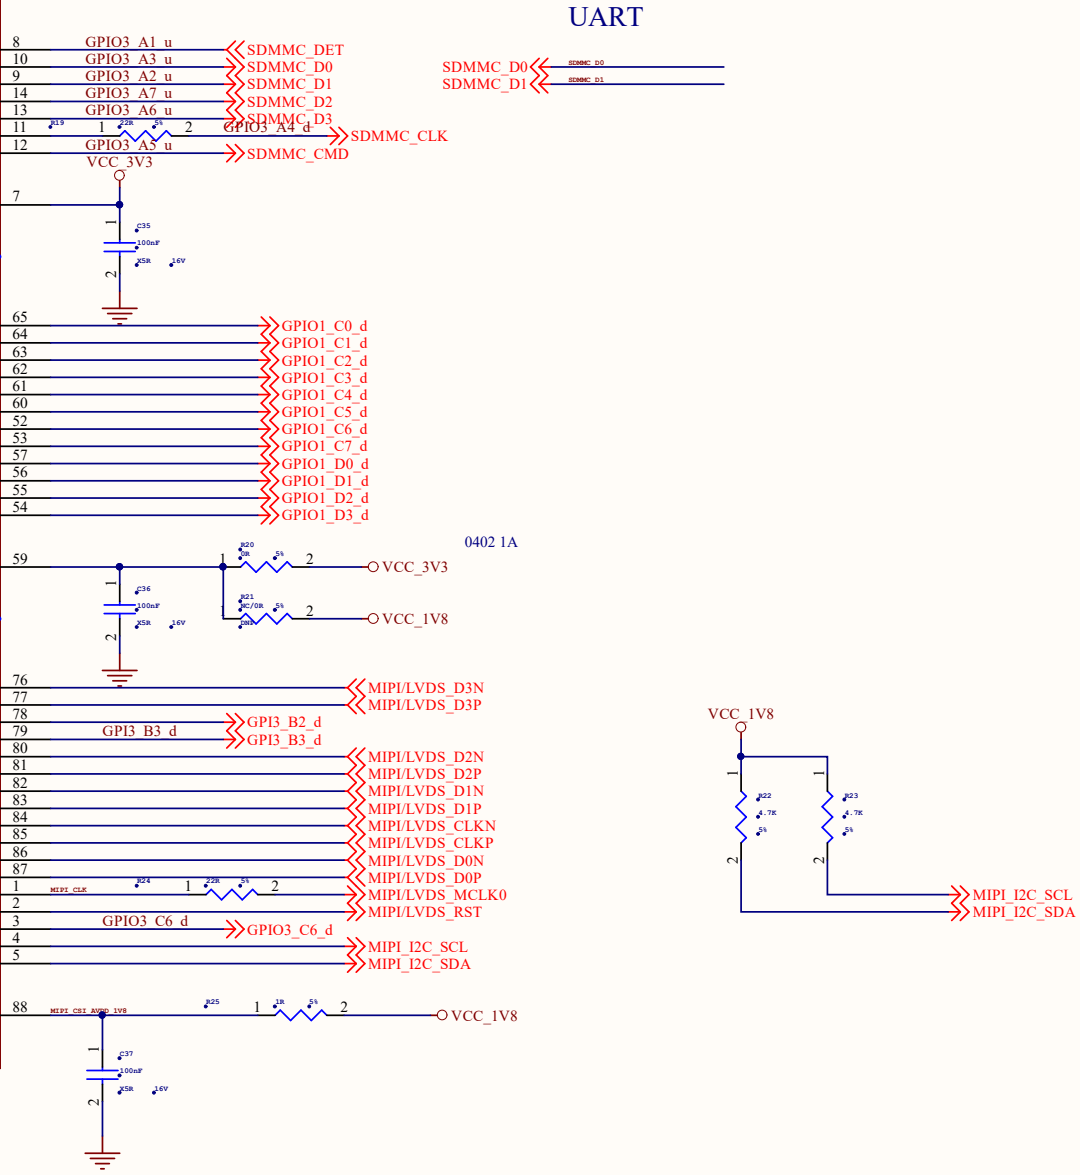 UART
8 GPIO3_A1_u SDMMC_DET
10 GPIO3_A3_u SDMMC_D0
9 GPIO3_A2_u SDMMC_D1
14 GPIO3_A7_u SDMMC_D2
13 GPIO3_A6_u SDMMC_D3
SDMMC_D0 SDMMC_D0
SDMMC_D1 SDMMC_D1
R19 22R 5%
11 1 2 GPIO3_A4_d SDMMC_CLK
12 GPIO3_A5_u SDMMC_CMD
VCC_3V3
7
1
C35
100nF
X5R 16V
2
65 GPIO1_C0_d
64 GPIO1_C1_d
63 GPIO1_C2_d
62 GPIO1_C3_d
61 GPIO1_C4_d
60 GPIO1_C5_d
52 GPIO1_C6_d
53 GPIO1_C7_d
57 GPIO1_D0_d
56 GPIO1_D1_d
55 GPIO1_D2_d
54 GPIO1_D3_d
0402 1A
R20
0R 5%
59 1 2 VCC_3V3
1
C36
100nF
X5R 16V
2
R21
NC/0R 5%
1 2 VCC_1V8
DNI
76 MIPI/LVDS_D3N
77 MIPI/LVDS_D3P
78 GPI3_B2_d
79 GPI3_B3_d GPI3_B3_d
80 MIPI/LVDS_D2N
81 MIPI/LVDS_D2P
82 MIPI/LVDS_D1N
83 MIPI/LVDS_D1P
84 MIPI/LVDS_CLKN
85 MIPI/LVDS_CLKP
86 MIPI/LVDS_D0N
87 MIPI/LVDS_D0P
R24 22R 5%
1 MIPI_CLK 1 2 MIPI/LVDS_MCLK0
2 MIPI/LVDS_RST
3 GPIO3_C6_d GPIO3_C6_d
4 MIPI_I2C_SCL
5 MIPI_I2C_SDA
VCC_1V8
1 1
R22 R23
4.7K 4.7K
5% 5%
2 2
MIPI_I2C_SCL
MIPI_I2C_SDA
R25 1R 5%
88 MIPI_CSI_AVDD_1V8 1 2 VCC_1V8
1
C37
100nF
X5R 16V
2